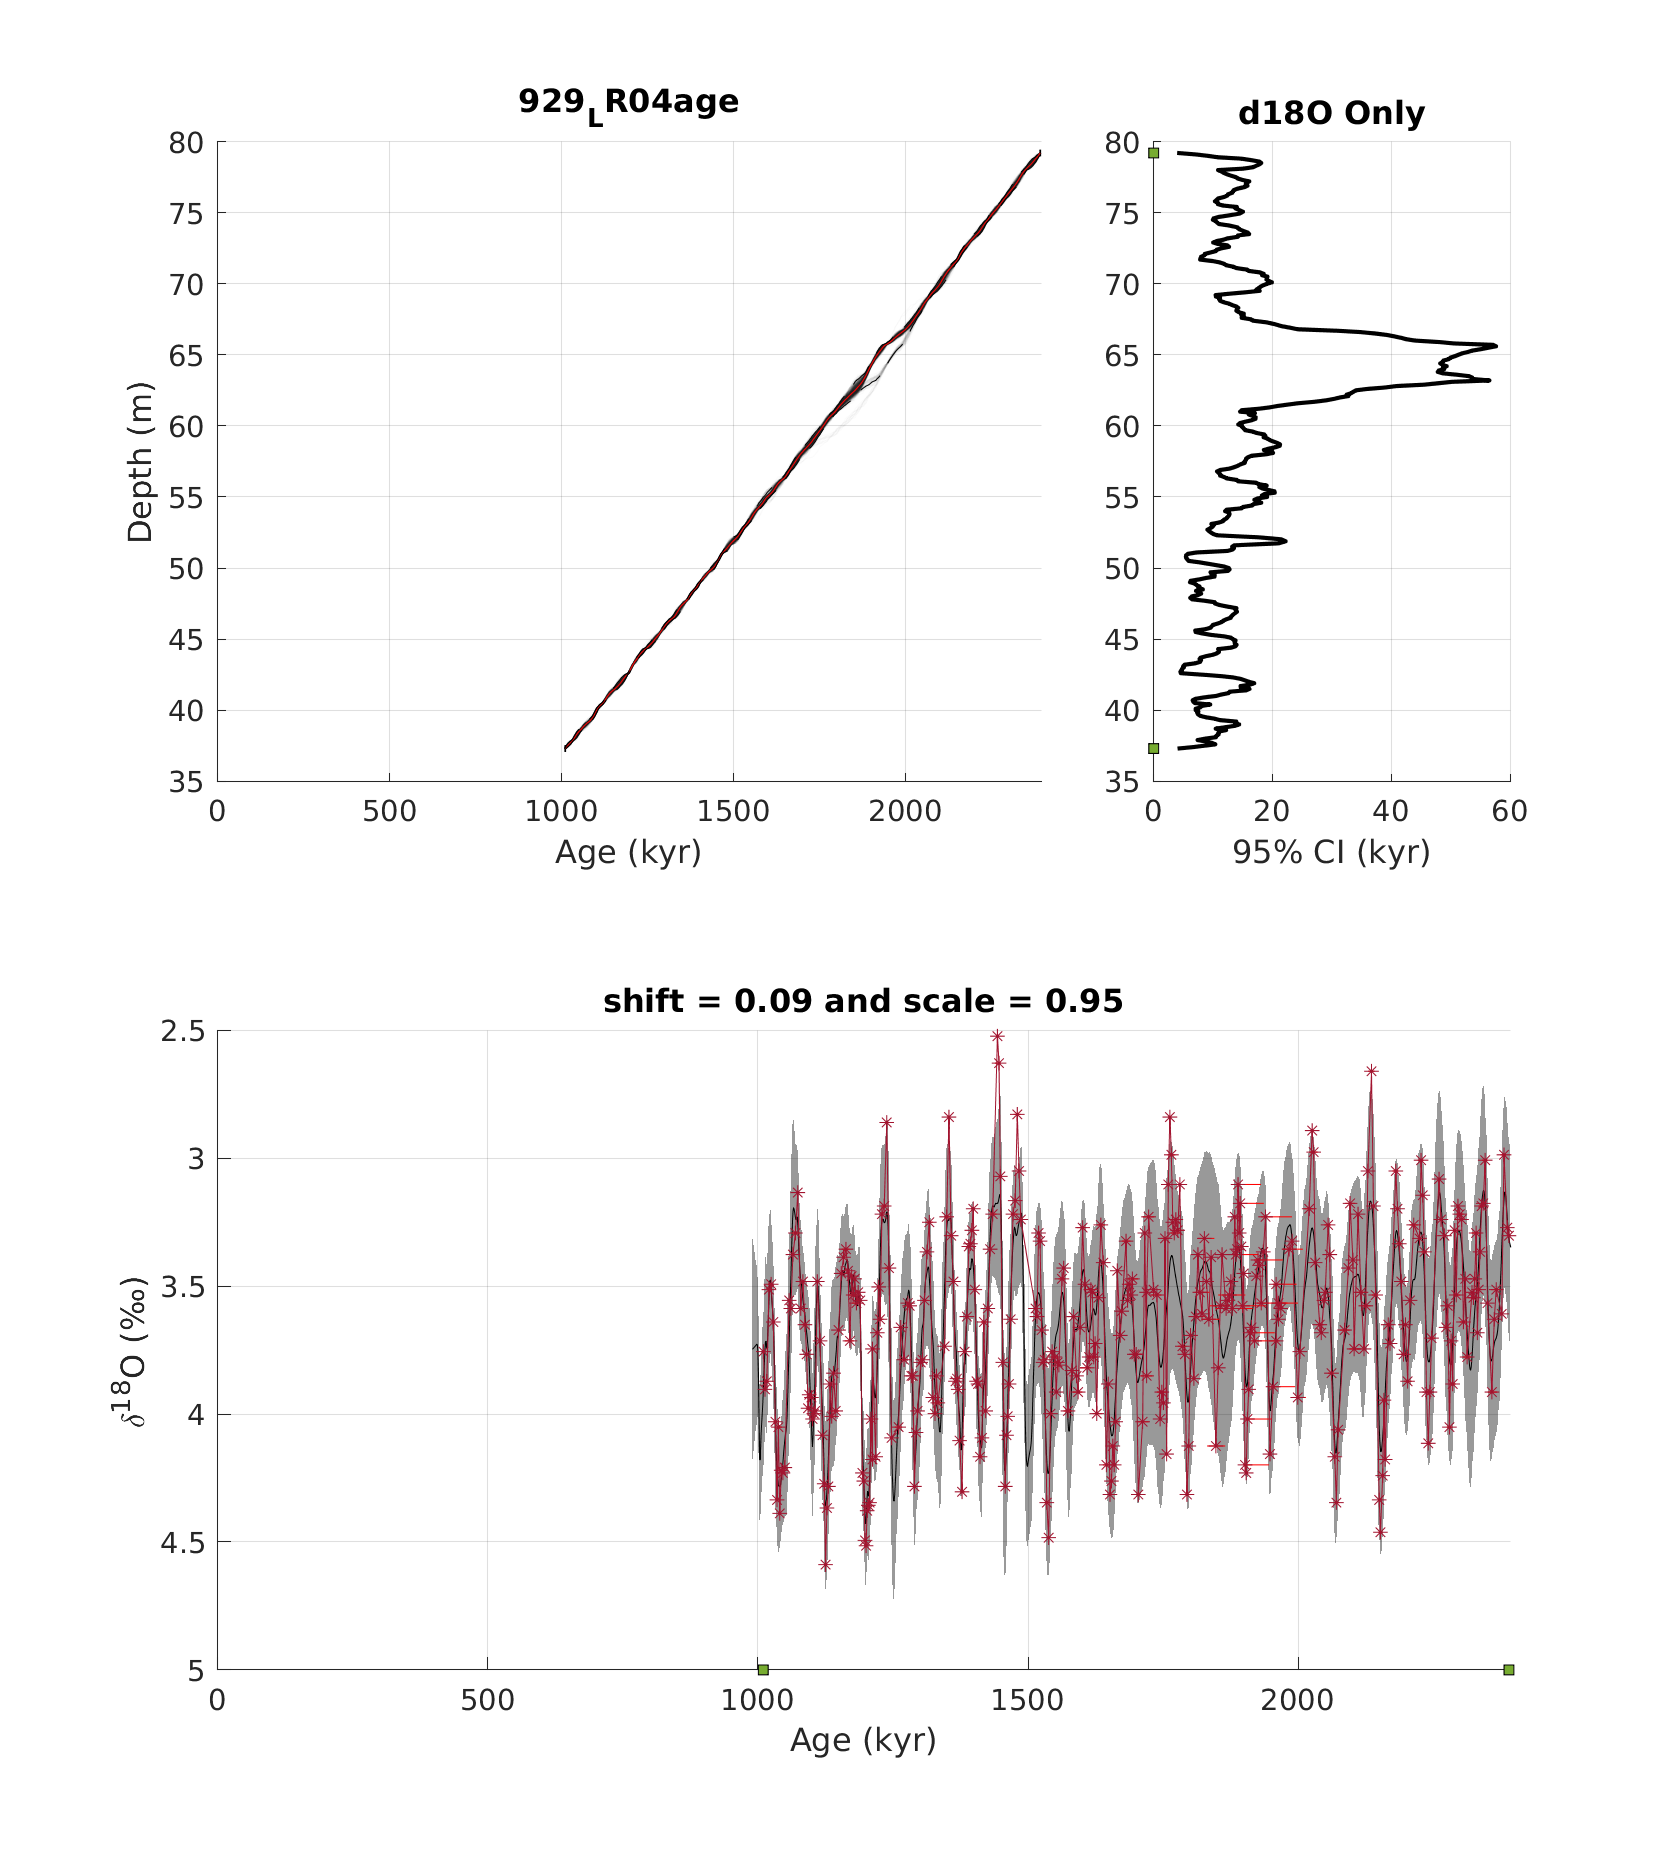 929LR04age
80
75
70
65
60
55
50
45
40
35
0 500 1000 1500 2000
Depth (m)
Age (kyr)
d18O Only
80
75
70
65
60
55
50
45
40
35
0 20 40 60
95% CI (kyr)
shift = 0.09 and scale = 0.95
2.5
3
3.5
4
4.5
5
0 500 1000 1500 2000
δ18O (‰)
Age (kyr)